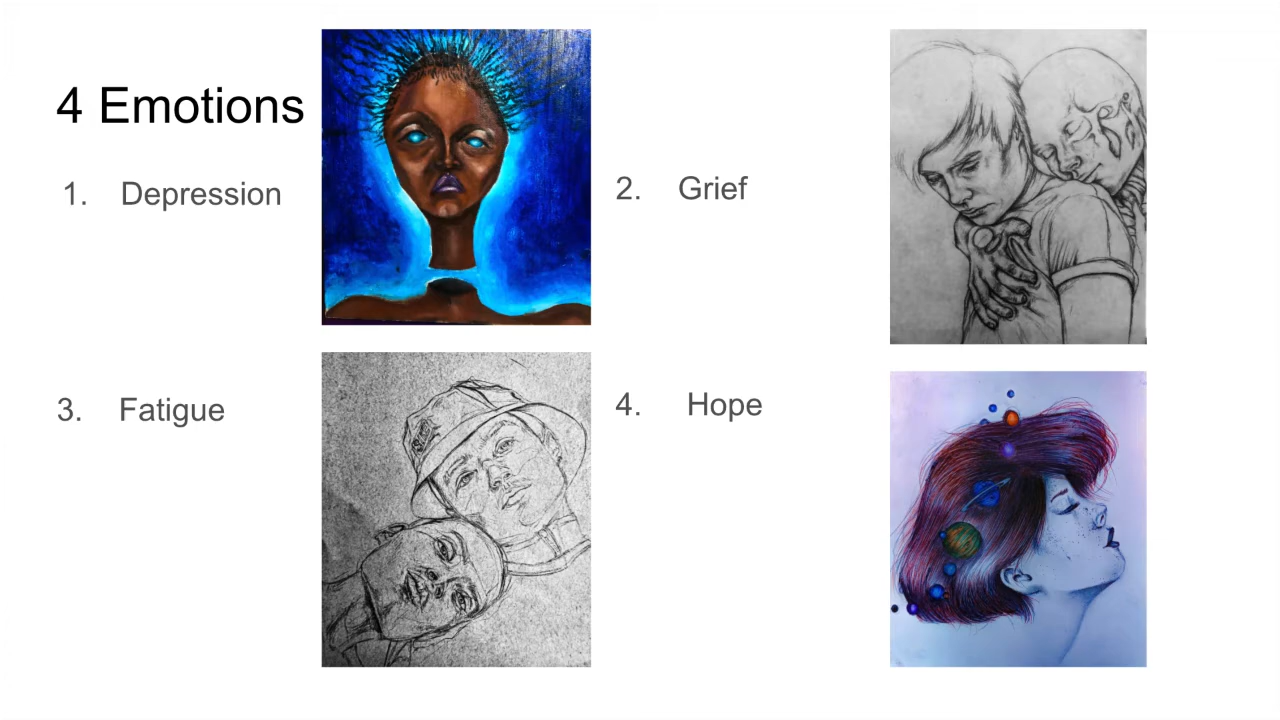 4 Emotions
1. Depression
2. Grief
3. Fatigue
4. Hope